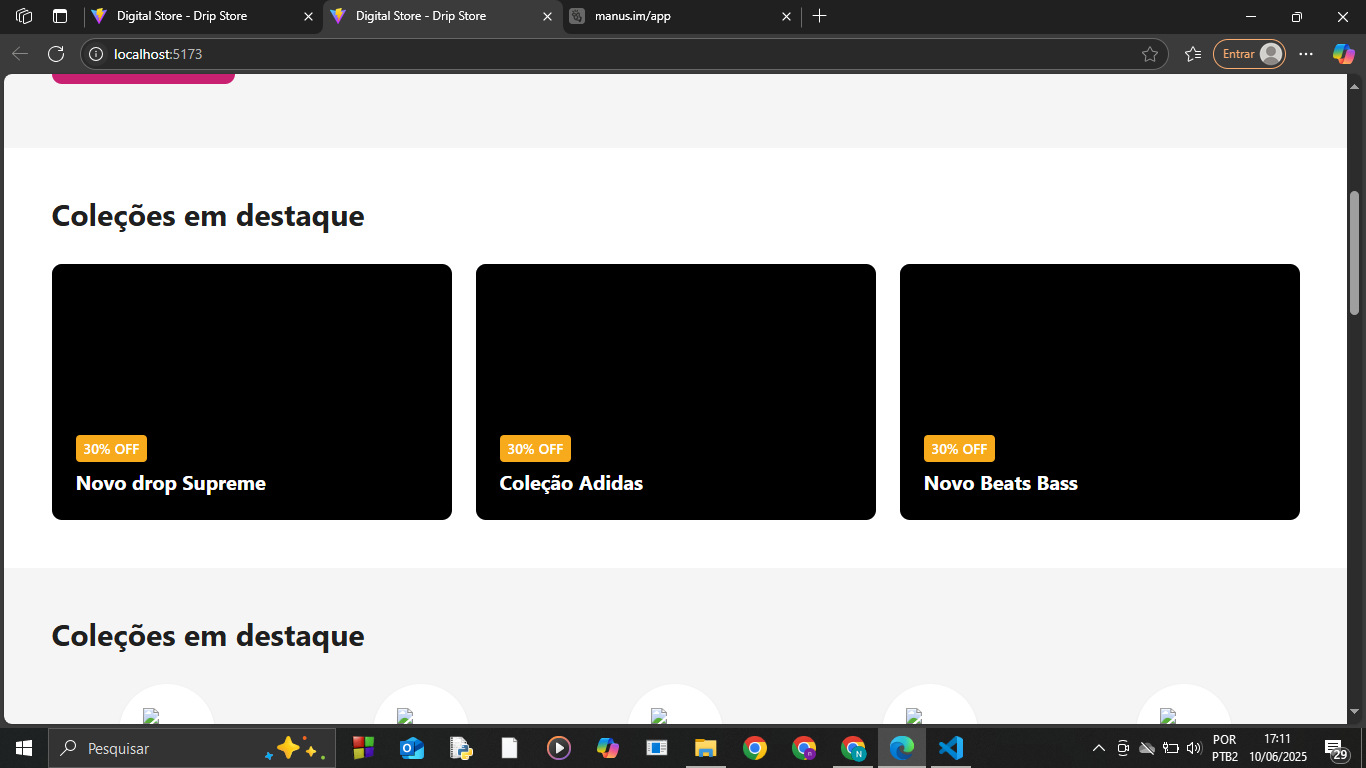 Digital Store - Drip Store
Digital Store - Drip Store
manus.im/app
localhost:5173
Entrar
Coleções em destaque
30% OFF
Novo drop Supreme
30% OFF
Coleção Adidas
30% OFF
Novo Beats Bass
Coleções em destaque
Pesquisar
n
N
POR
PTB2
17:11
10/06/2025
29